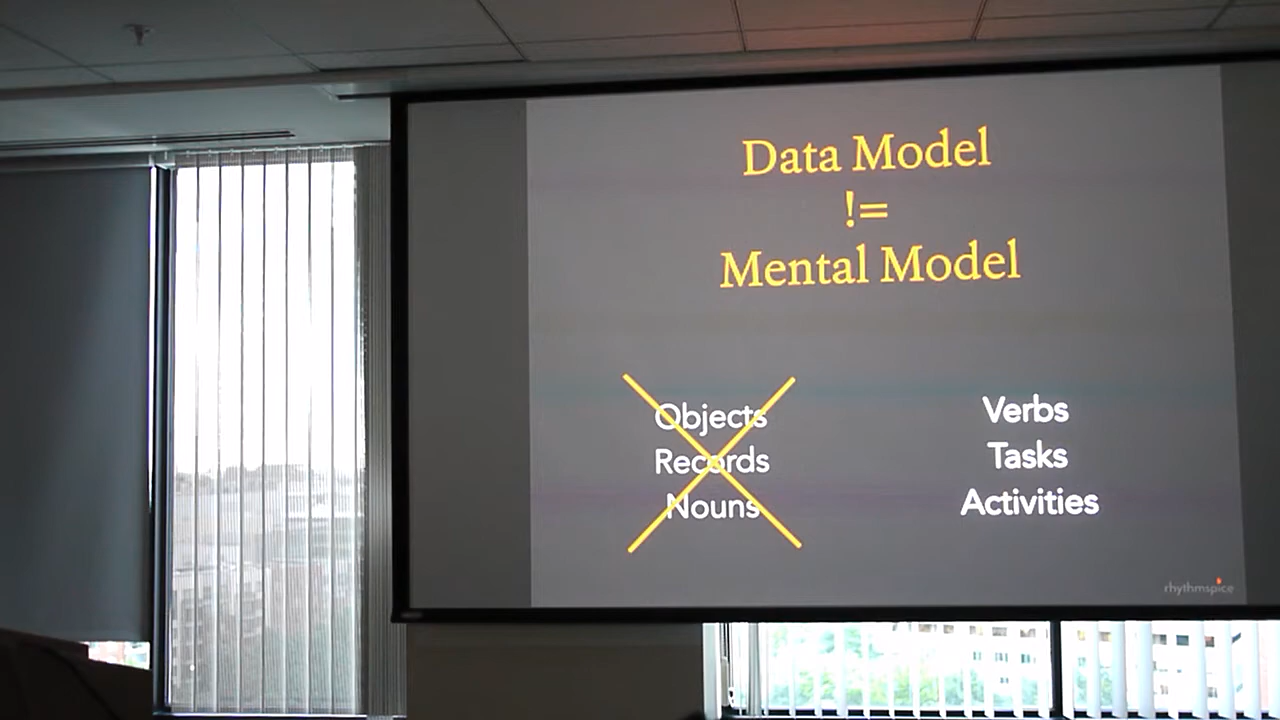 Data Model
!=
Mental Model
Objects
Records
Nouns
Verbs
Tasks
Activities
rhythmspice